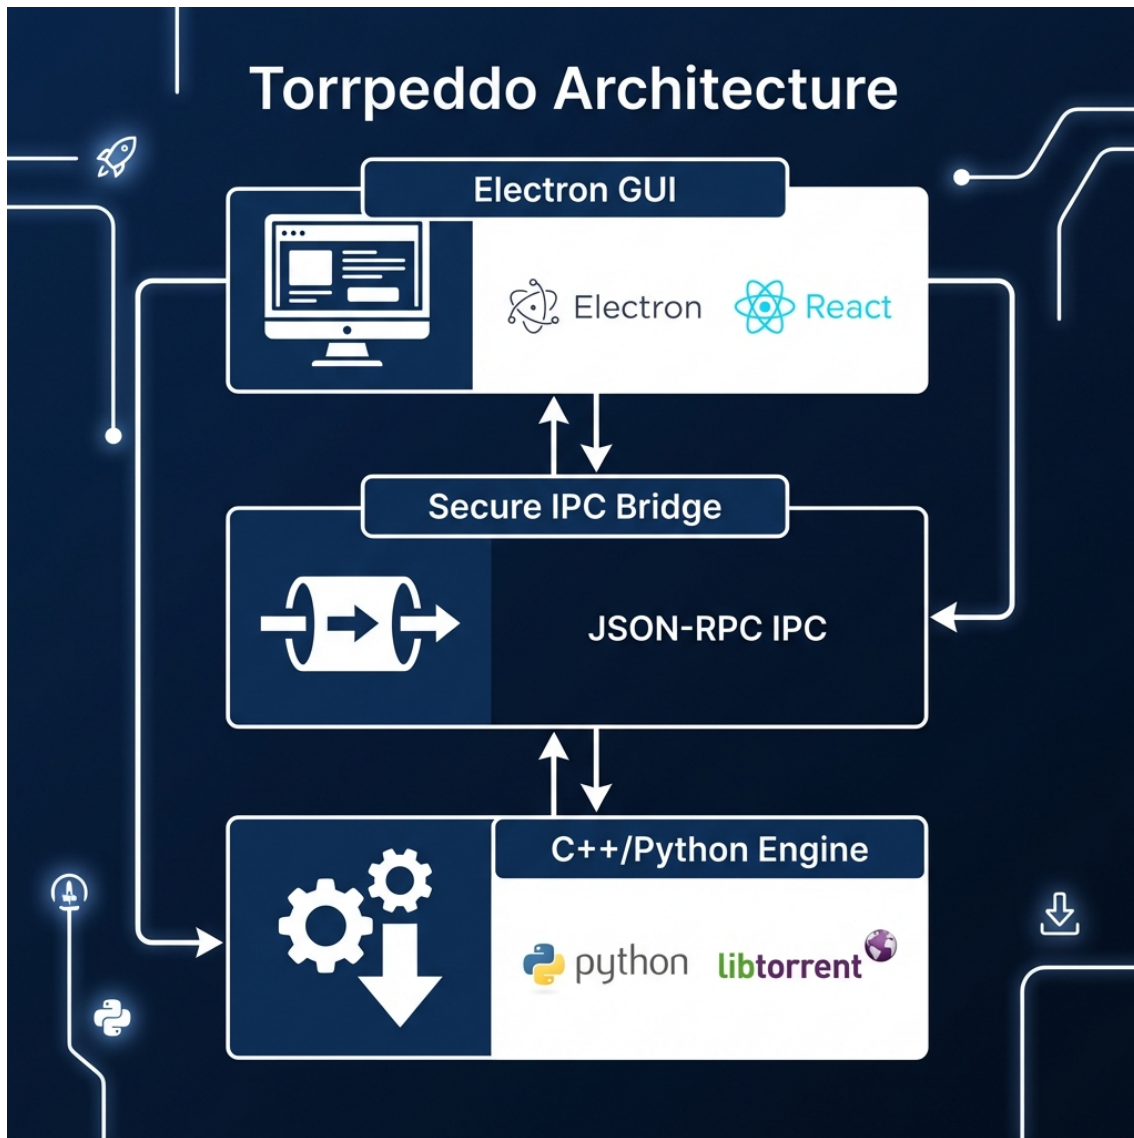 Torrpeddo Architecture
Electron GUI
Electron React
Secure IPC Bridge
JSON-RPC IPC
C++/Python Engine
python libtorrent